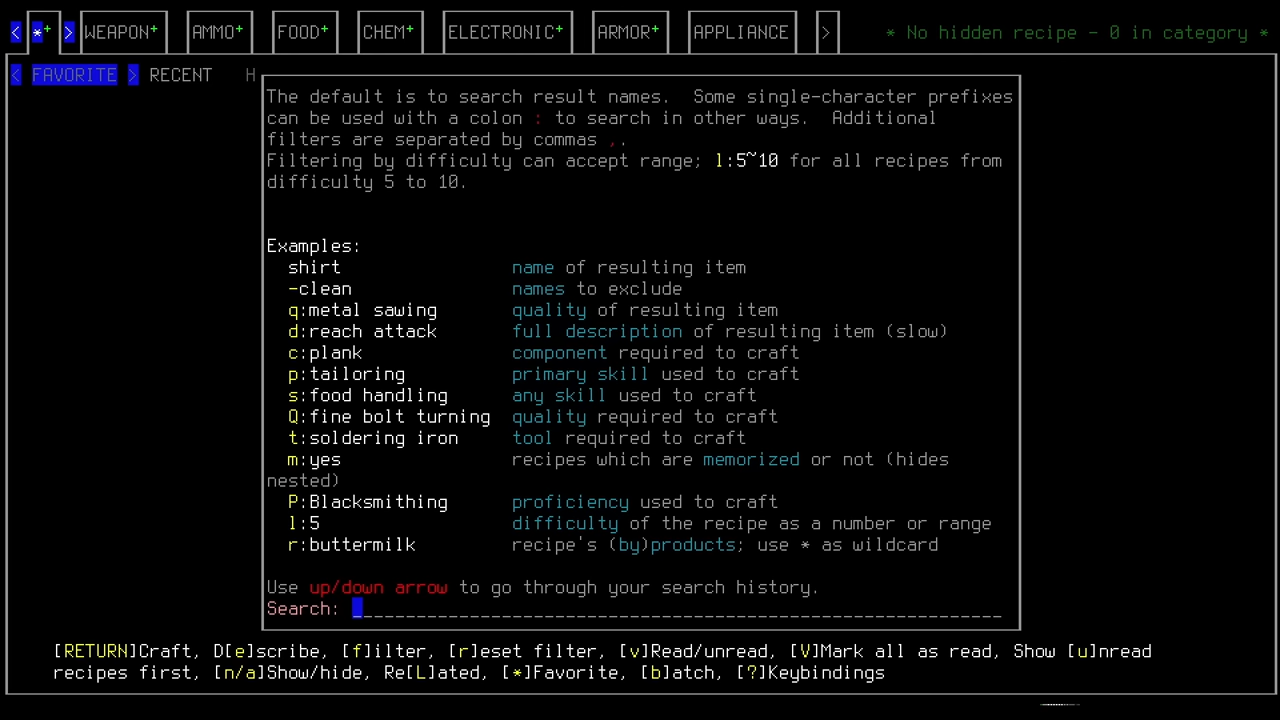 < *⁺ > WEAPON⁺ AMMO⁺ FOOD⁺ CHEM⁺ ELECTRONIC⁺ ARMOR⁺ APPLIANCE > * No hidden recipe - 0 in category *
< FAVORITE > RECENT H
The default is to search result names.  Some single-character prefixes
can be used with a colon : to search in other ways.  Additional
filters are separated by commas ,.
Filtering by difficulty can accept range; l:5~10 for all recipes from
difficulty 5 to 10.
Examples:
shirt name of resulting item
-clean names to exclude
q:metal sawing quality of resulting item
d:reach attack full description of resulting item (slow)
c:plank component required to craft
p:tailoring primary skill used to craft
s:food handling any skill used to craft
Q:fine bolt turning quality required to craft
t:soldering iron tool required to craft
m:yes recipes which are memorized or not (hides
nested)
P:Blacksmithing proficiency used to craft
l:5 difficulty of the recipe as a number or range
r:buttermilk recipe's (by)products; use * as wildcard
Use up/down arrow to go through your search history.
Search: _____________________________________________________________
[RETURN]Craft, D[e]scribe, [f]ilter, [r]eset filter, [v]Read/unread, [V]Mark all as read, Show [u]nread
recipes first, [n/a]Show/hide, Re[L]ated, [*]Favorite, [b]atch, [?]Keybindings